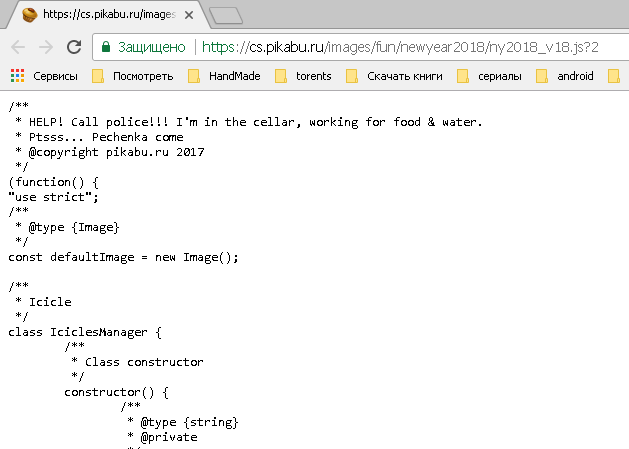 https://cs.pikabu.ru/images
Защищено https://cs.pikabu.ru/images/fun/newyear2018/ny2018_v18.js?2
Сервисы Посмотреть HandMade torents Скачать книги сериалы android
/**
 * HELP! Call police!!! I'm in the cellar, working for food & water.
 * Ptsss... Pechenka come
 * @copyright pikabu.ru 2017
 */
(function() {
"use strict";
/**
 * @type {Image}
 */
const defaultImage = new Image();
/**
 * Icicle
 */
class IciclesManager {
/**
 * Class constructor
 */
constructor() {
/**
 * @type {string}
 * @private
 */